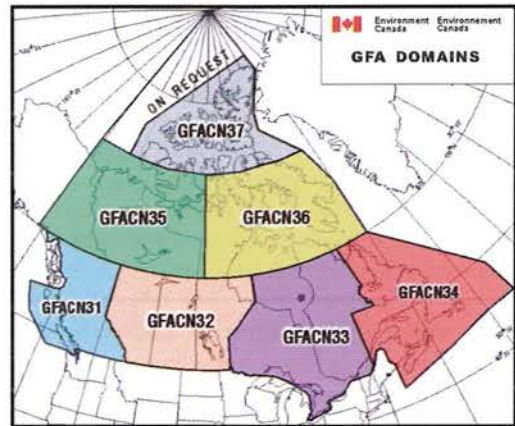 Environment
Canada
Environnement
Canada
GFA DOMAINS
ON REQUEST
GFACN37
GFACN35
GFACN36
GFACN31
GFACN32
GFACN33
GFACN34